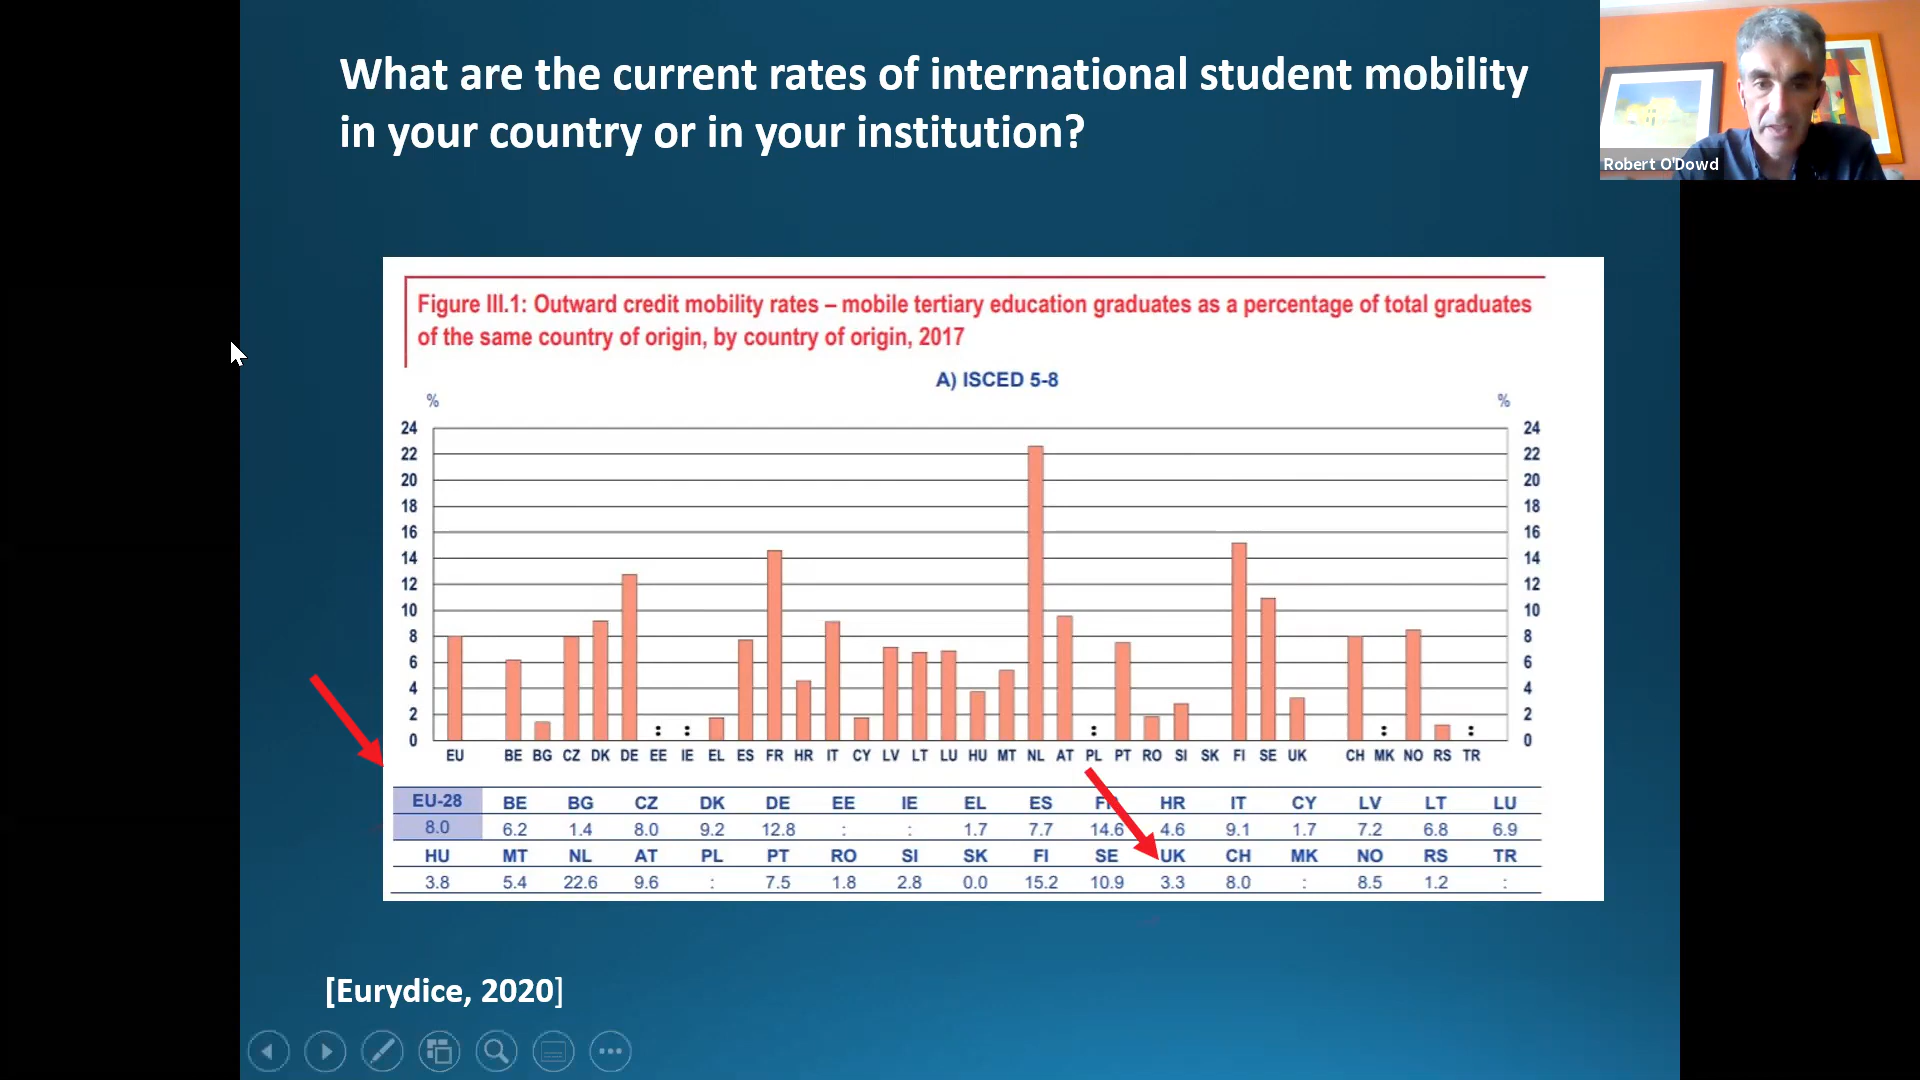 What are the current rates of international student mobility
in your country or in your institution?
Robert O'Dowd
Figure III.1: Outward credit mobility rates – mobile tertiary education graduates as a percentage of total graduates
of the same country of origin, by country of origin, 2017
A) ISCED 5-8
% %
24 24
22 22
20 20
18 18
16 16
14 14
12 12
10 10
8 8
6 6
4 4
2 2
0 0
: : : : :
EU BE BG CZ DK DE EE IE EL ES FR HR IT CY LV LT LU HU MT NL AT PL PT RO SI SK FI SE UK CH MK NO RS TR
EU-28 BE BG CZ DK DE EE IE EL ES FR HR IT CY LV LT LU
8.0 6.2 1.4 8.0 9.2 12.8 : : 1.7 7.7 14.6 4.6 9.1 1.7 7.2 6.8 6.9
HU MT NL AT PL PT RO SI SK FI SE UK CH MK NO RS TR
3.8 5.4 22.6 9.6 : 7.5 1.8 2.8 0.0 15.2 10.9 3.3 8.0 : 8.5 1.2 :
[Eurydice, 2020]